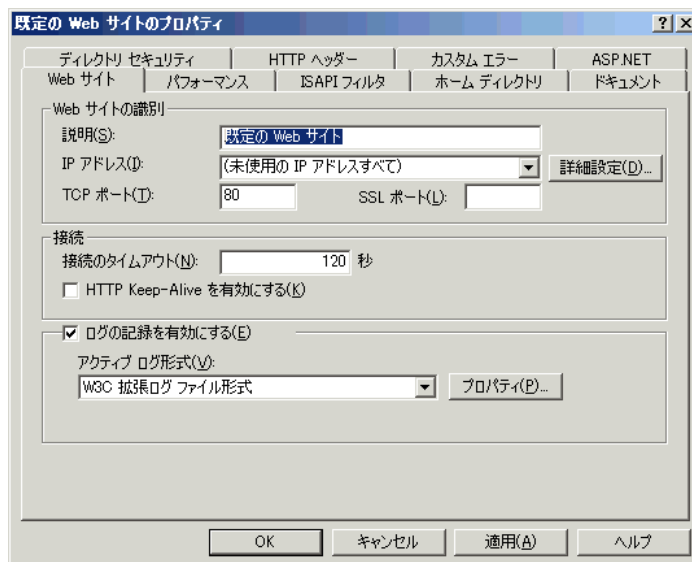 既定の Web サイトのプロパティ
ディレクトリ セキュリティ HTTP ヘッダー カスタム エラー ASP.NET
Web サイト パフォーマンス ISAPI フィルタ ホーム ディレクトリ ドキュメント
Web サイトの識別
説明(S): 既定の Web サイト
IP アドレス(I): (未使用の IP アドレスすべて) 詳細設定(D)...
TCP ポート(T): 80 SSL ポート(L):
接続
接続のタイムアウト(N): 120 秒
HTTP Keep-Alive を有効にする(K)
ログの記録を有効にする(E)
アクティブ ログ形式(V):
W3C 拡張ログ ファイル形式 プロパティ(P)...
OK キャンセル 適用(A) ヘルプ